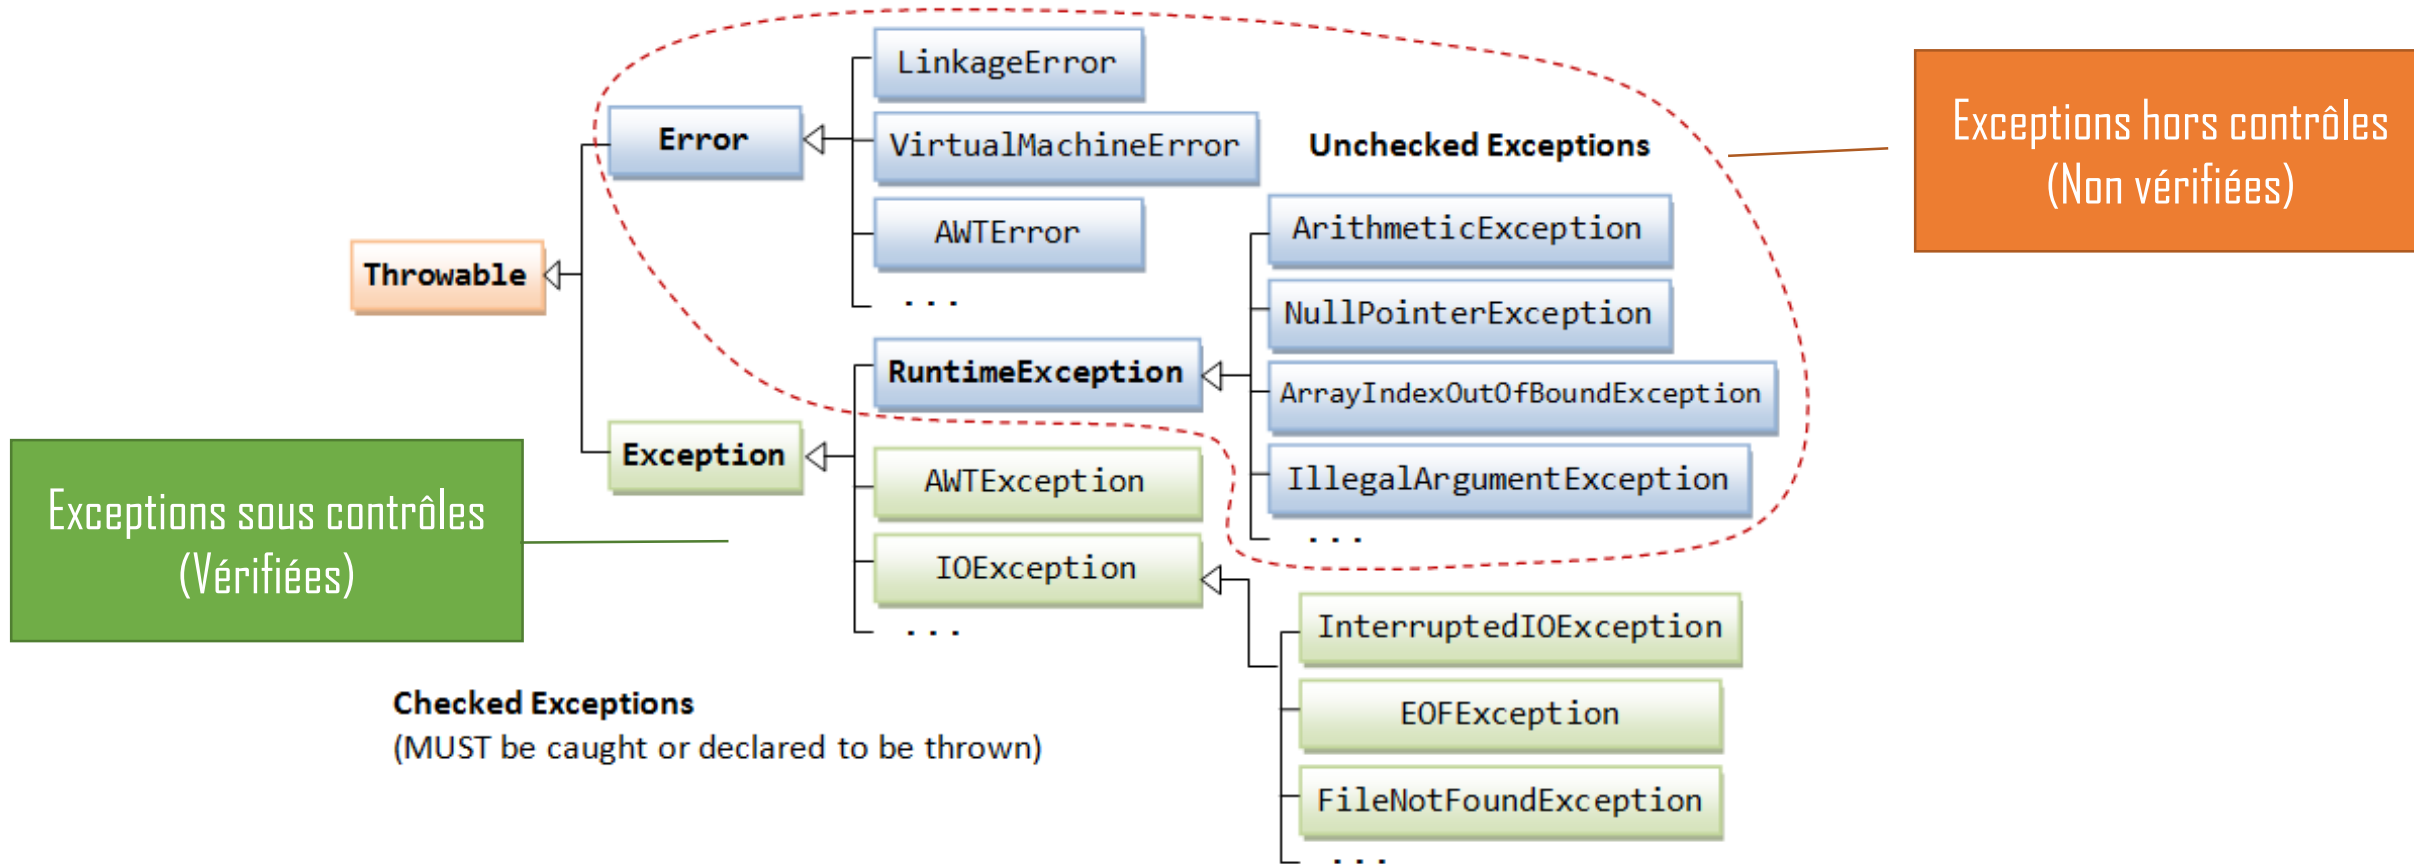 LinkageError
Error
VirtualMachineError
Unchecked Exceptions
Exceptions hors contrôles
(Non vérifiées)
AWTError
ArithmeticException
Throwable
...
NullPointerException
RuntimeException
ArrayIndexOutOfBoundException
Exception
AWTException
IllegalArgumentException
Exceptions sous contrôles
(Vérifiées)
...
IOException
...
InterruptedIOException
Checked Exceptions
(MUST be caught or declared to be thrown)
EOFException
FileNotFoundException
...